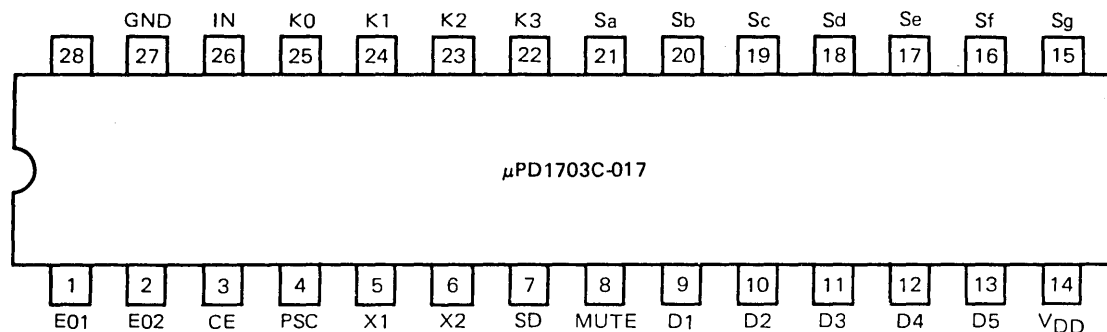 GND IN K0 K1 K2 K3 Sa Sb Sc Sd Se Sf Sg
28 27 26 25 24 23 22 21 20 19 18 17 16 15
μPD1703C-017
1 2 3 4 5 6 7 8 9 10 11 12 13 14
E01 E02 CE PSC X1 X2 SD MUTE D1 D2 D3 D4 D5 VDD